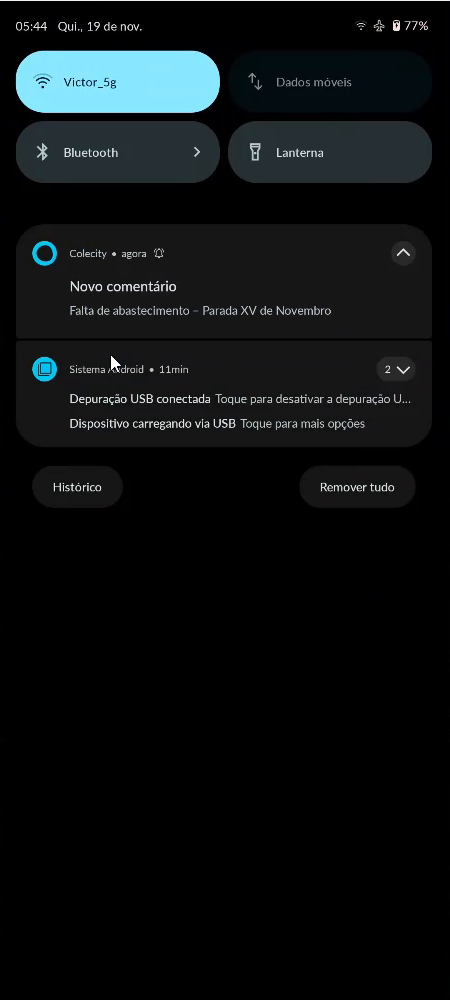 05:44 Qui., 19 de nov. 77%
Victor_5g Dados móveis
Bluetooth Lanterna
Colecity • agora
Novo comentário
Falta de abastecimento – Parada XV de Novembro
Sistema • 11min 2
Depuração USB conectada Toque para desativar a depuração U...
Dispositivo carregando via USB Toque para mais opções
Histórico Remover tudo